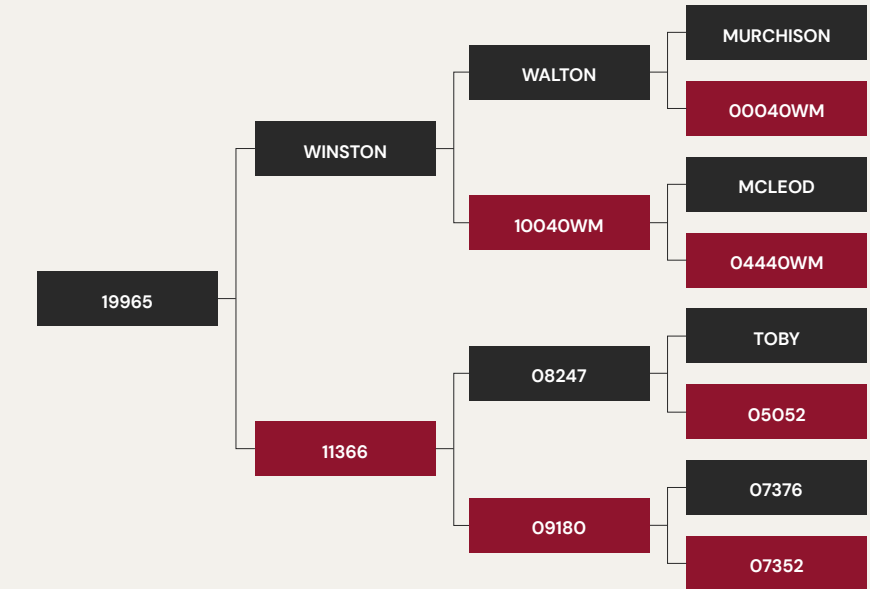 MURCHISON
WALTON
00040WM
WINSTON
MCLEOD
10040WM
04440WM
19965
TOBY
08247
05052
11366
07376
09180
07352